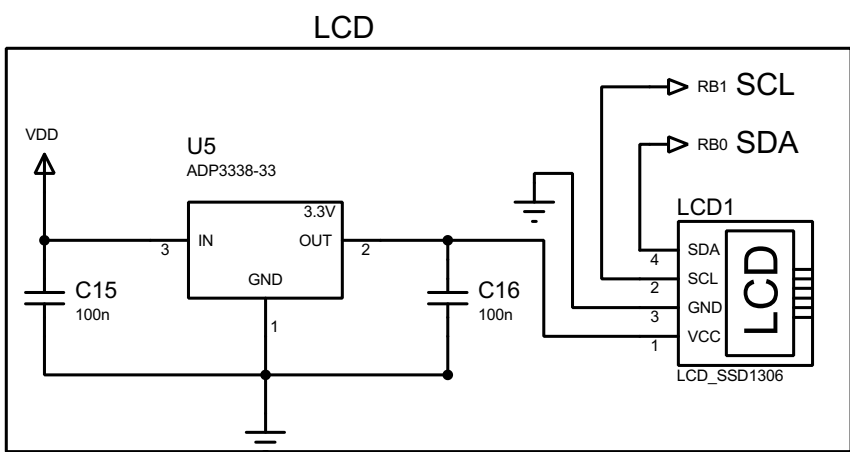 LCD
RB1 SCL
VDD
RB0 SDA
U5
ADP3338-33
3.3V
LCD1
3 IN OUT 2
4 SDA
GND
2 SCL
C15
100n
C16
100n
3 GND
1
1 VCC
LCD
LCD_SSD1306